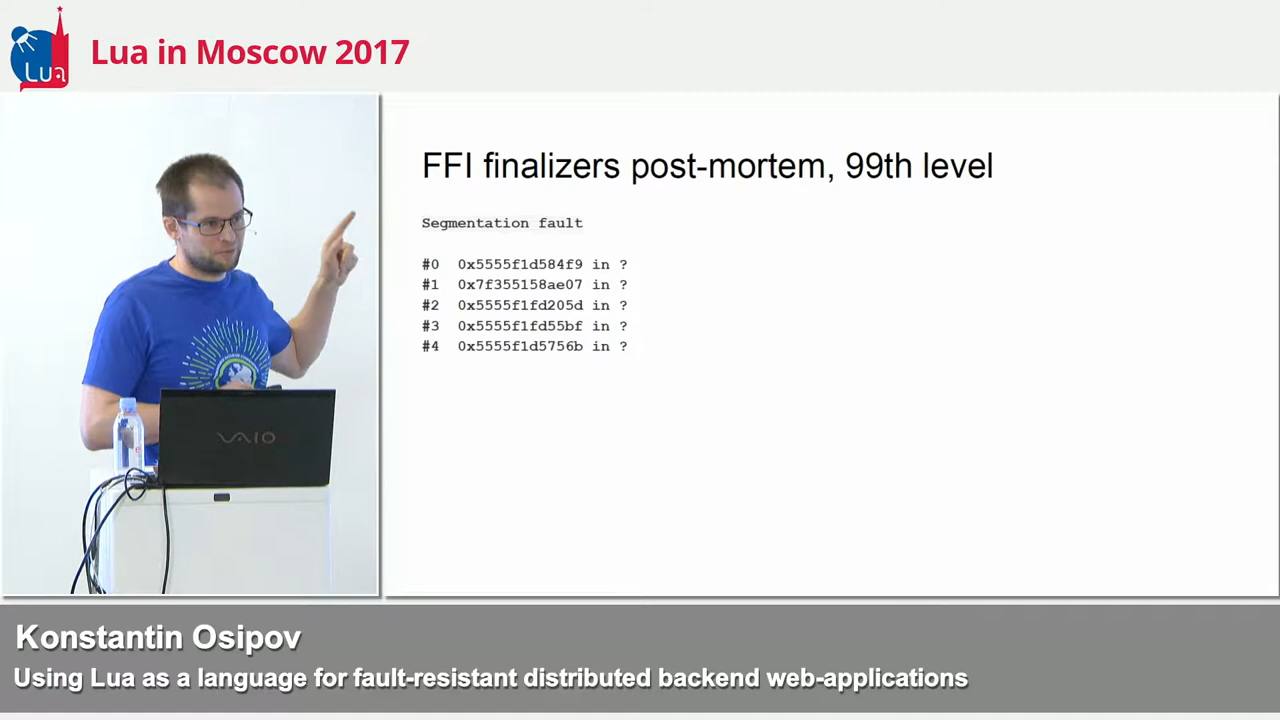 Lua
Lua in Moscow 2017
FFI finalizers post-mortem, 99th level
Segmentation fault
#0 0x5555f1d584f9 in ?
#1 0x7f355158ae07 in ?
#2 0x5555f1fd205d in ?
#3 0x5555f1fd55bf in ?
#4 0x5555f1d5756b in ?
VAIO
Konstantin Osipov
Using Lua as a language for fault-resistant distributed backend web-applications